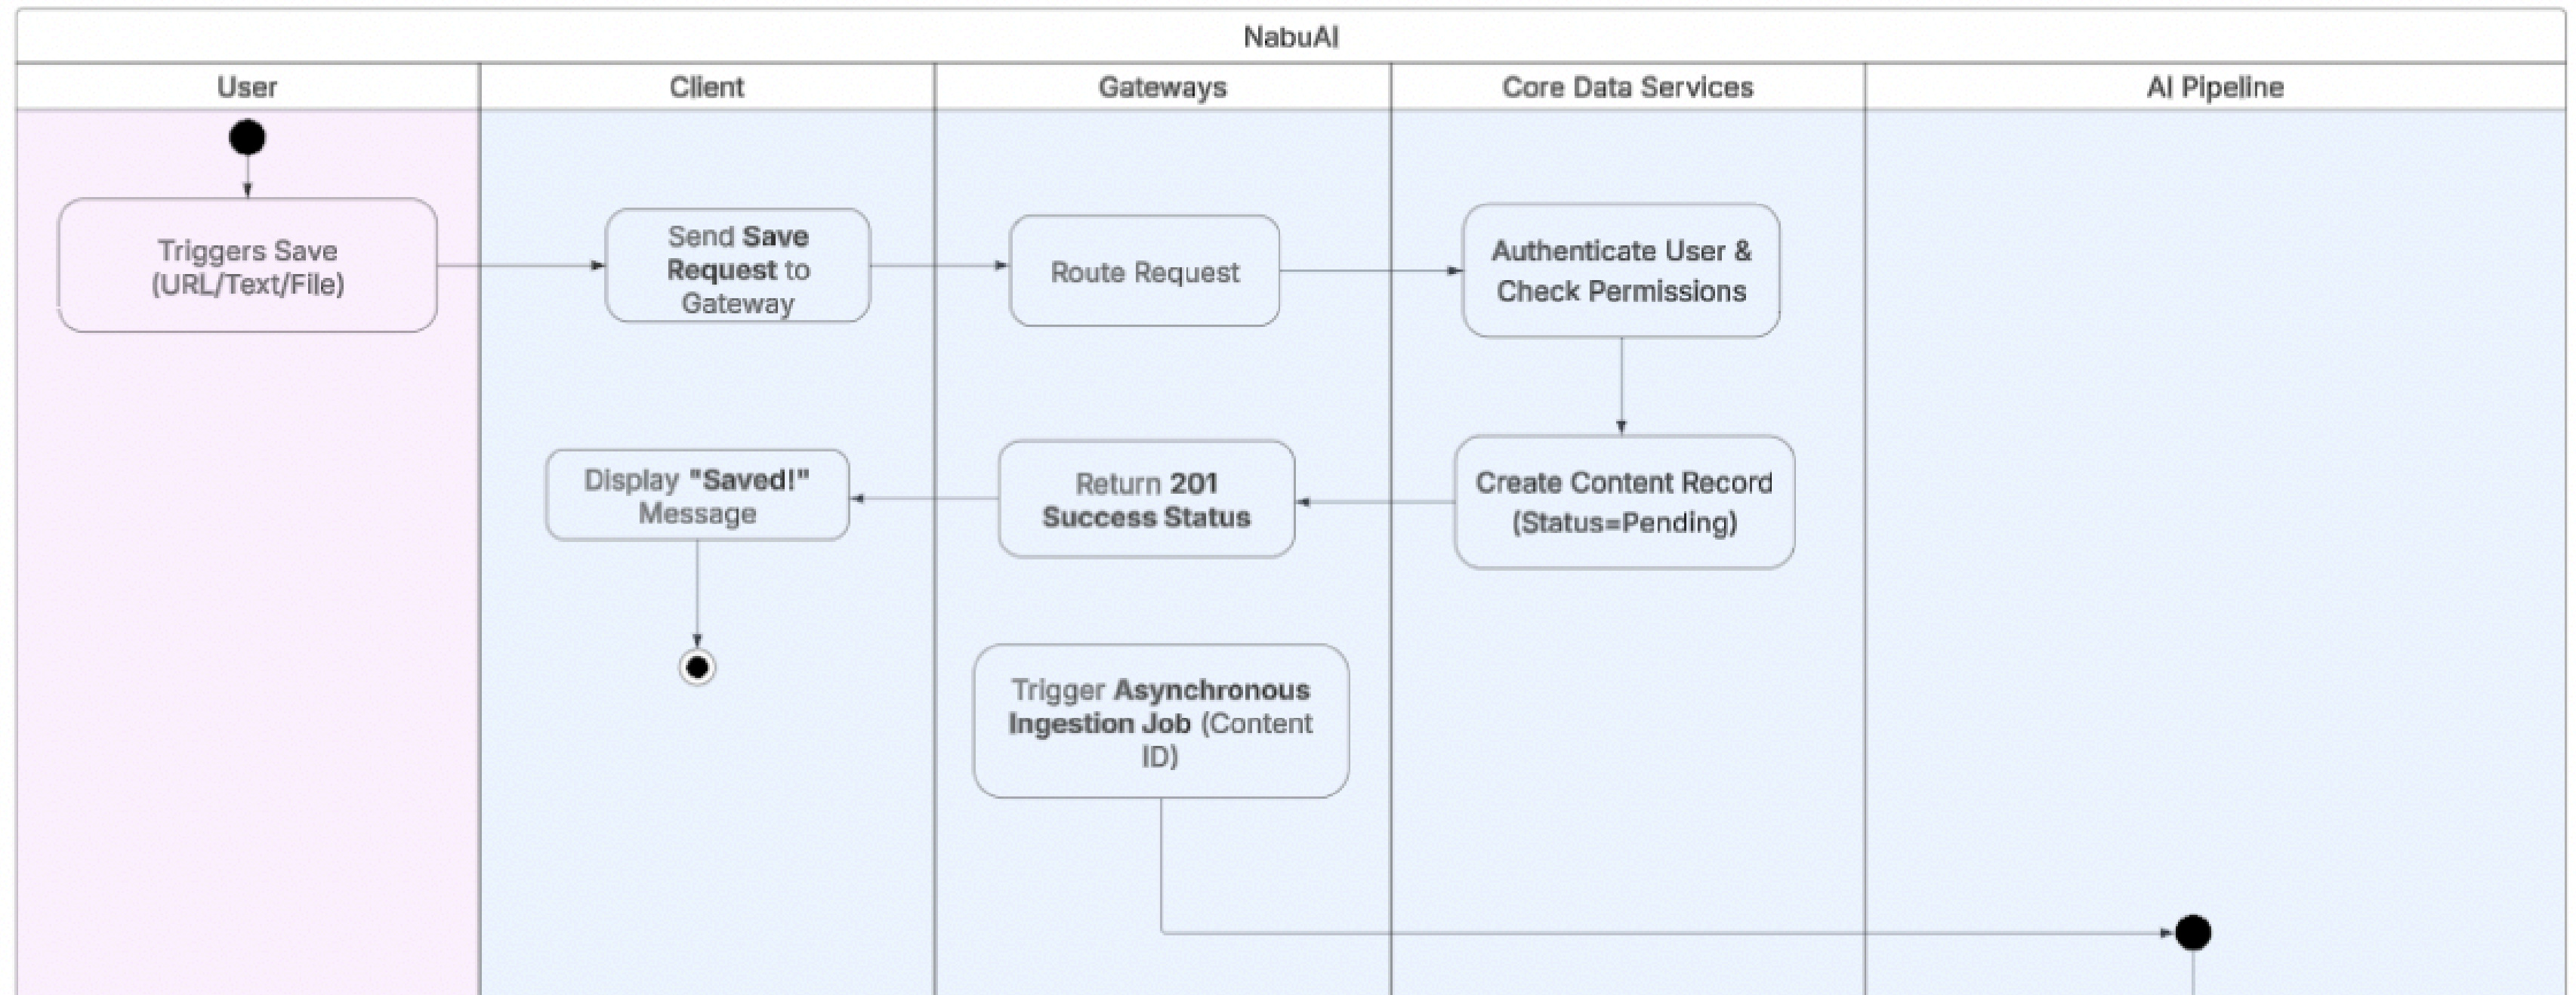 NabuAI
User
Client
Gateways
Core Data Services
AI Pipeline
Triggers Save
(URL/Text/File)
Send Save
Request to
Gateway
Route Request
Authenticate User &
Check Permissions
Display "Saved!"
Message
Return 201
Success Status
Create Content Record
(Status=Pending)
Trigger Asynchronous
Ingestion Job (Content
ID)